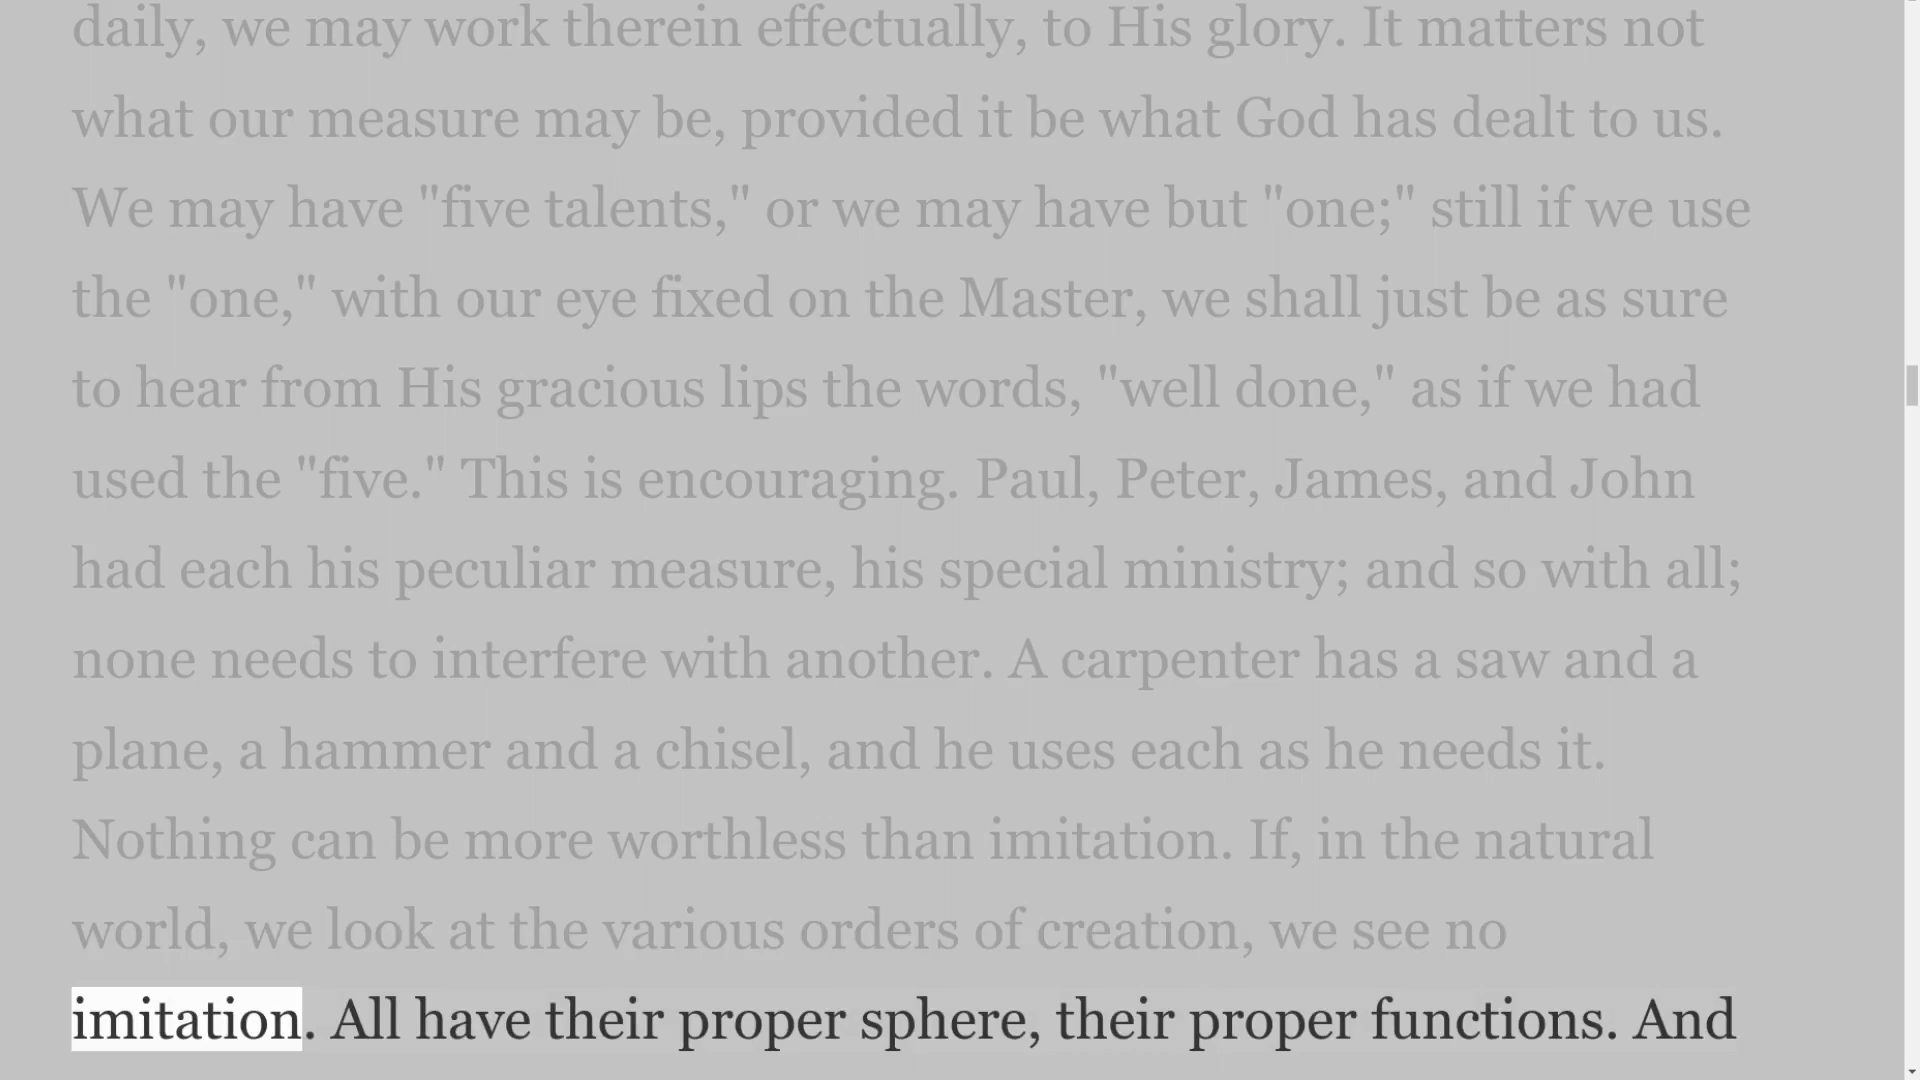 daily, we may work therein effectually, to His glory. It matters not
what our measure may be, provided it be what God has dealt to us.
We may have "five talents," or we may have but "one;" still if we use
the "one," with our eye fixed on the Master, we shall just be as sure
to hear from His gracious lips the words, "well done," as if we had
used the "five." This is encouraging. Paul, Peter, James, and John
had each his peculiar measure, his special ministry; and so with all;
none needs to interfere with another. A carpenter has a saw and a
plane, a hammer and a chisel, and he uses each as he needs it.
Nothing can be more worthless than imitation. If, in the natural
world, we look at the various orders of creation, we see no
imitation. All have their proper sphere, their proper functions. And